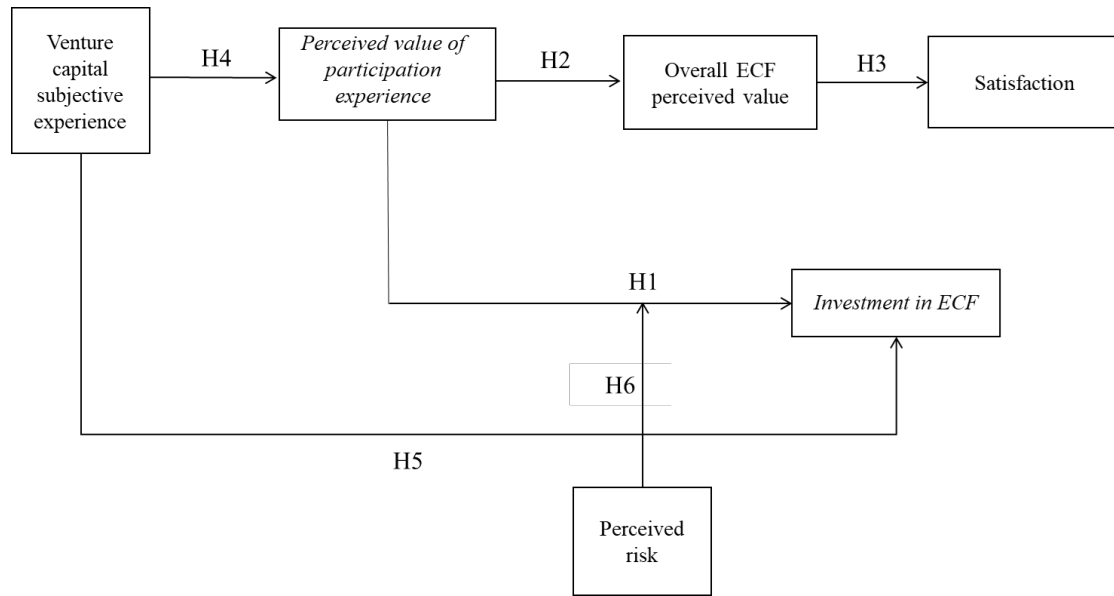 Venture
capital
subjective
experience
H4
Perceived value of
participation
experience
H2
Overall ECF
perceived value
H3
Satisfaction
H1
Investment in ECF
H6
H5
Perceived
risk